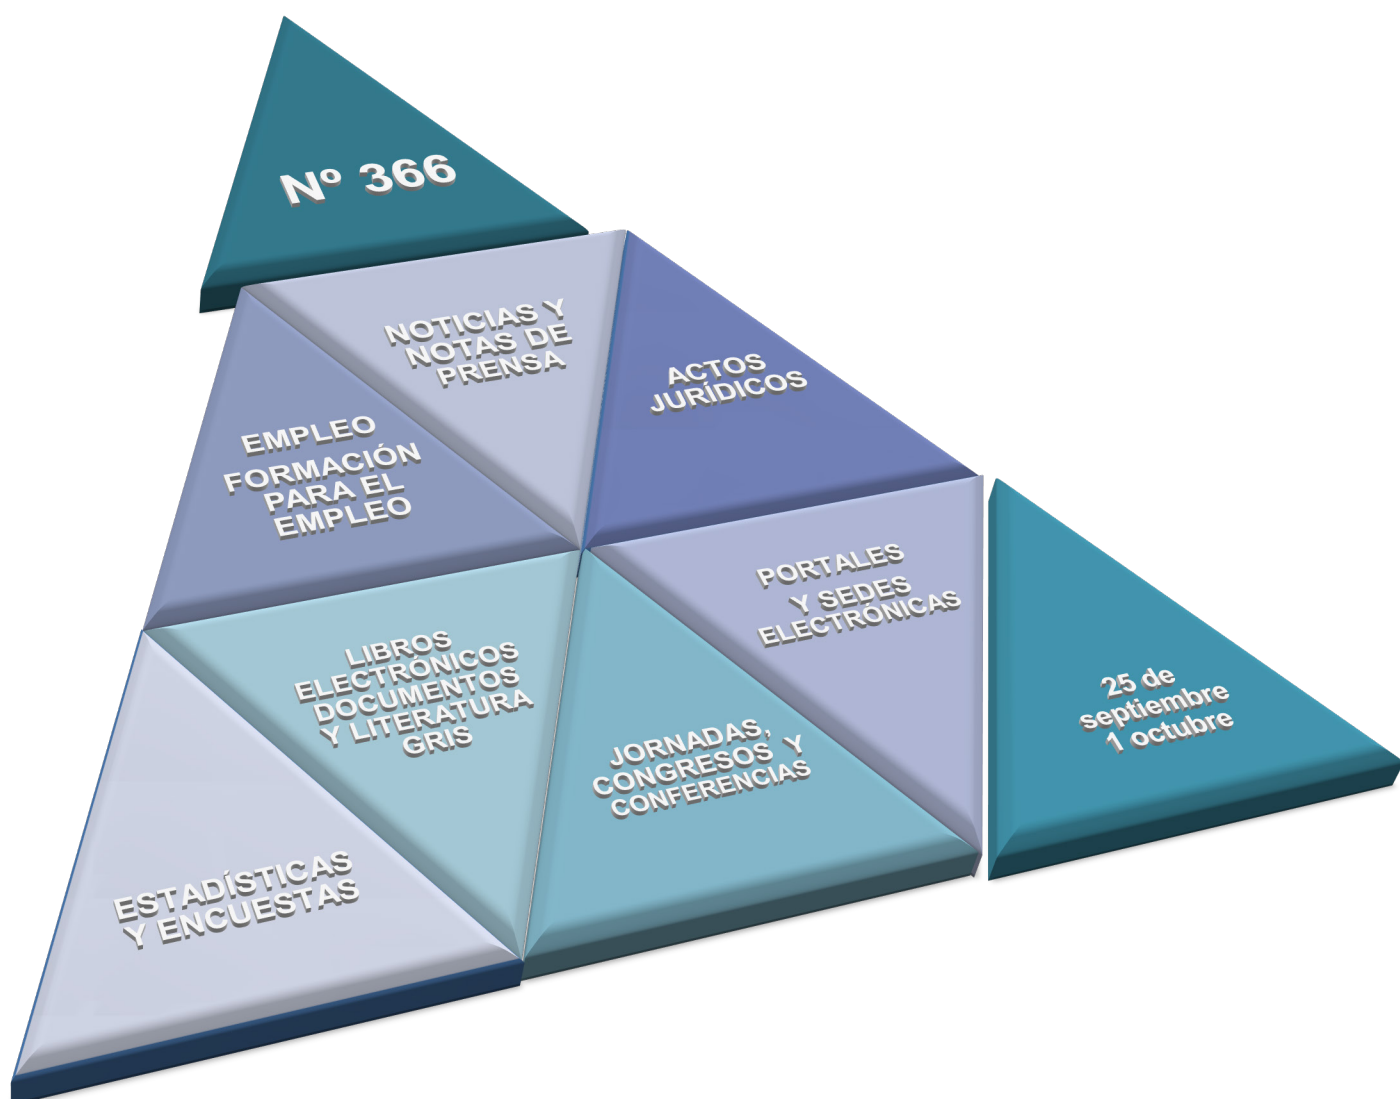 Nº 366
NOTICIAS Y
NOTAS DE
PRENSA
ACTOS
JURÍDICOS
EMPLEO
FORMACIÓN
PARA EL
EMPLEO
PORTALES
Y SEDES
ELECTRÓNICAS
LIBROS
ELECTRÓNICOS
DOCUMENTOS
Y LITERATURA
GRIS
JORNADAS,
CONGRESOS Y
CONFERENCIAS
25 de
septiembre
1 octubre
ESTADÍSTICAS
Y ENCUESTAS